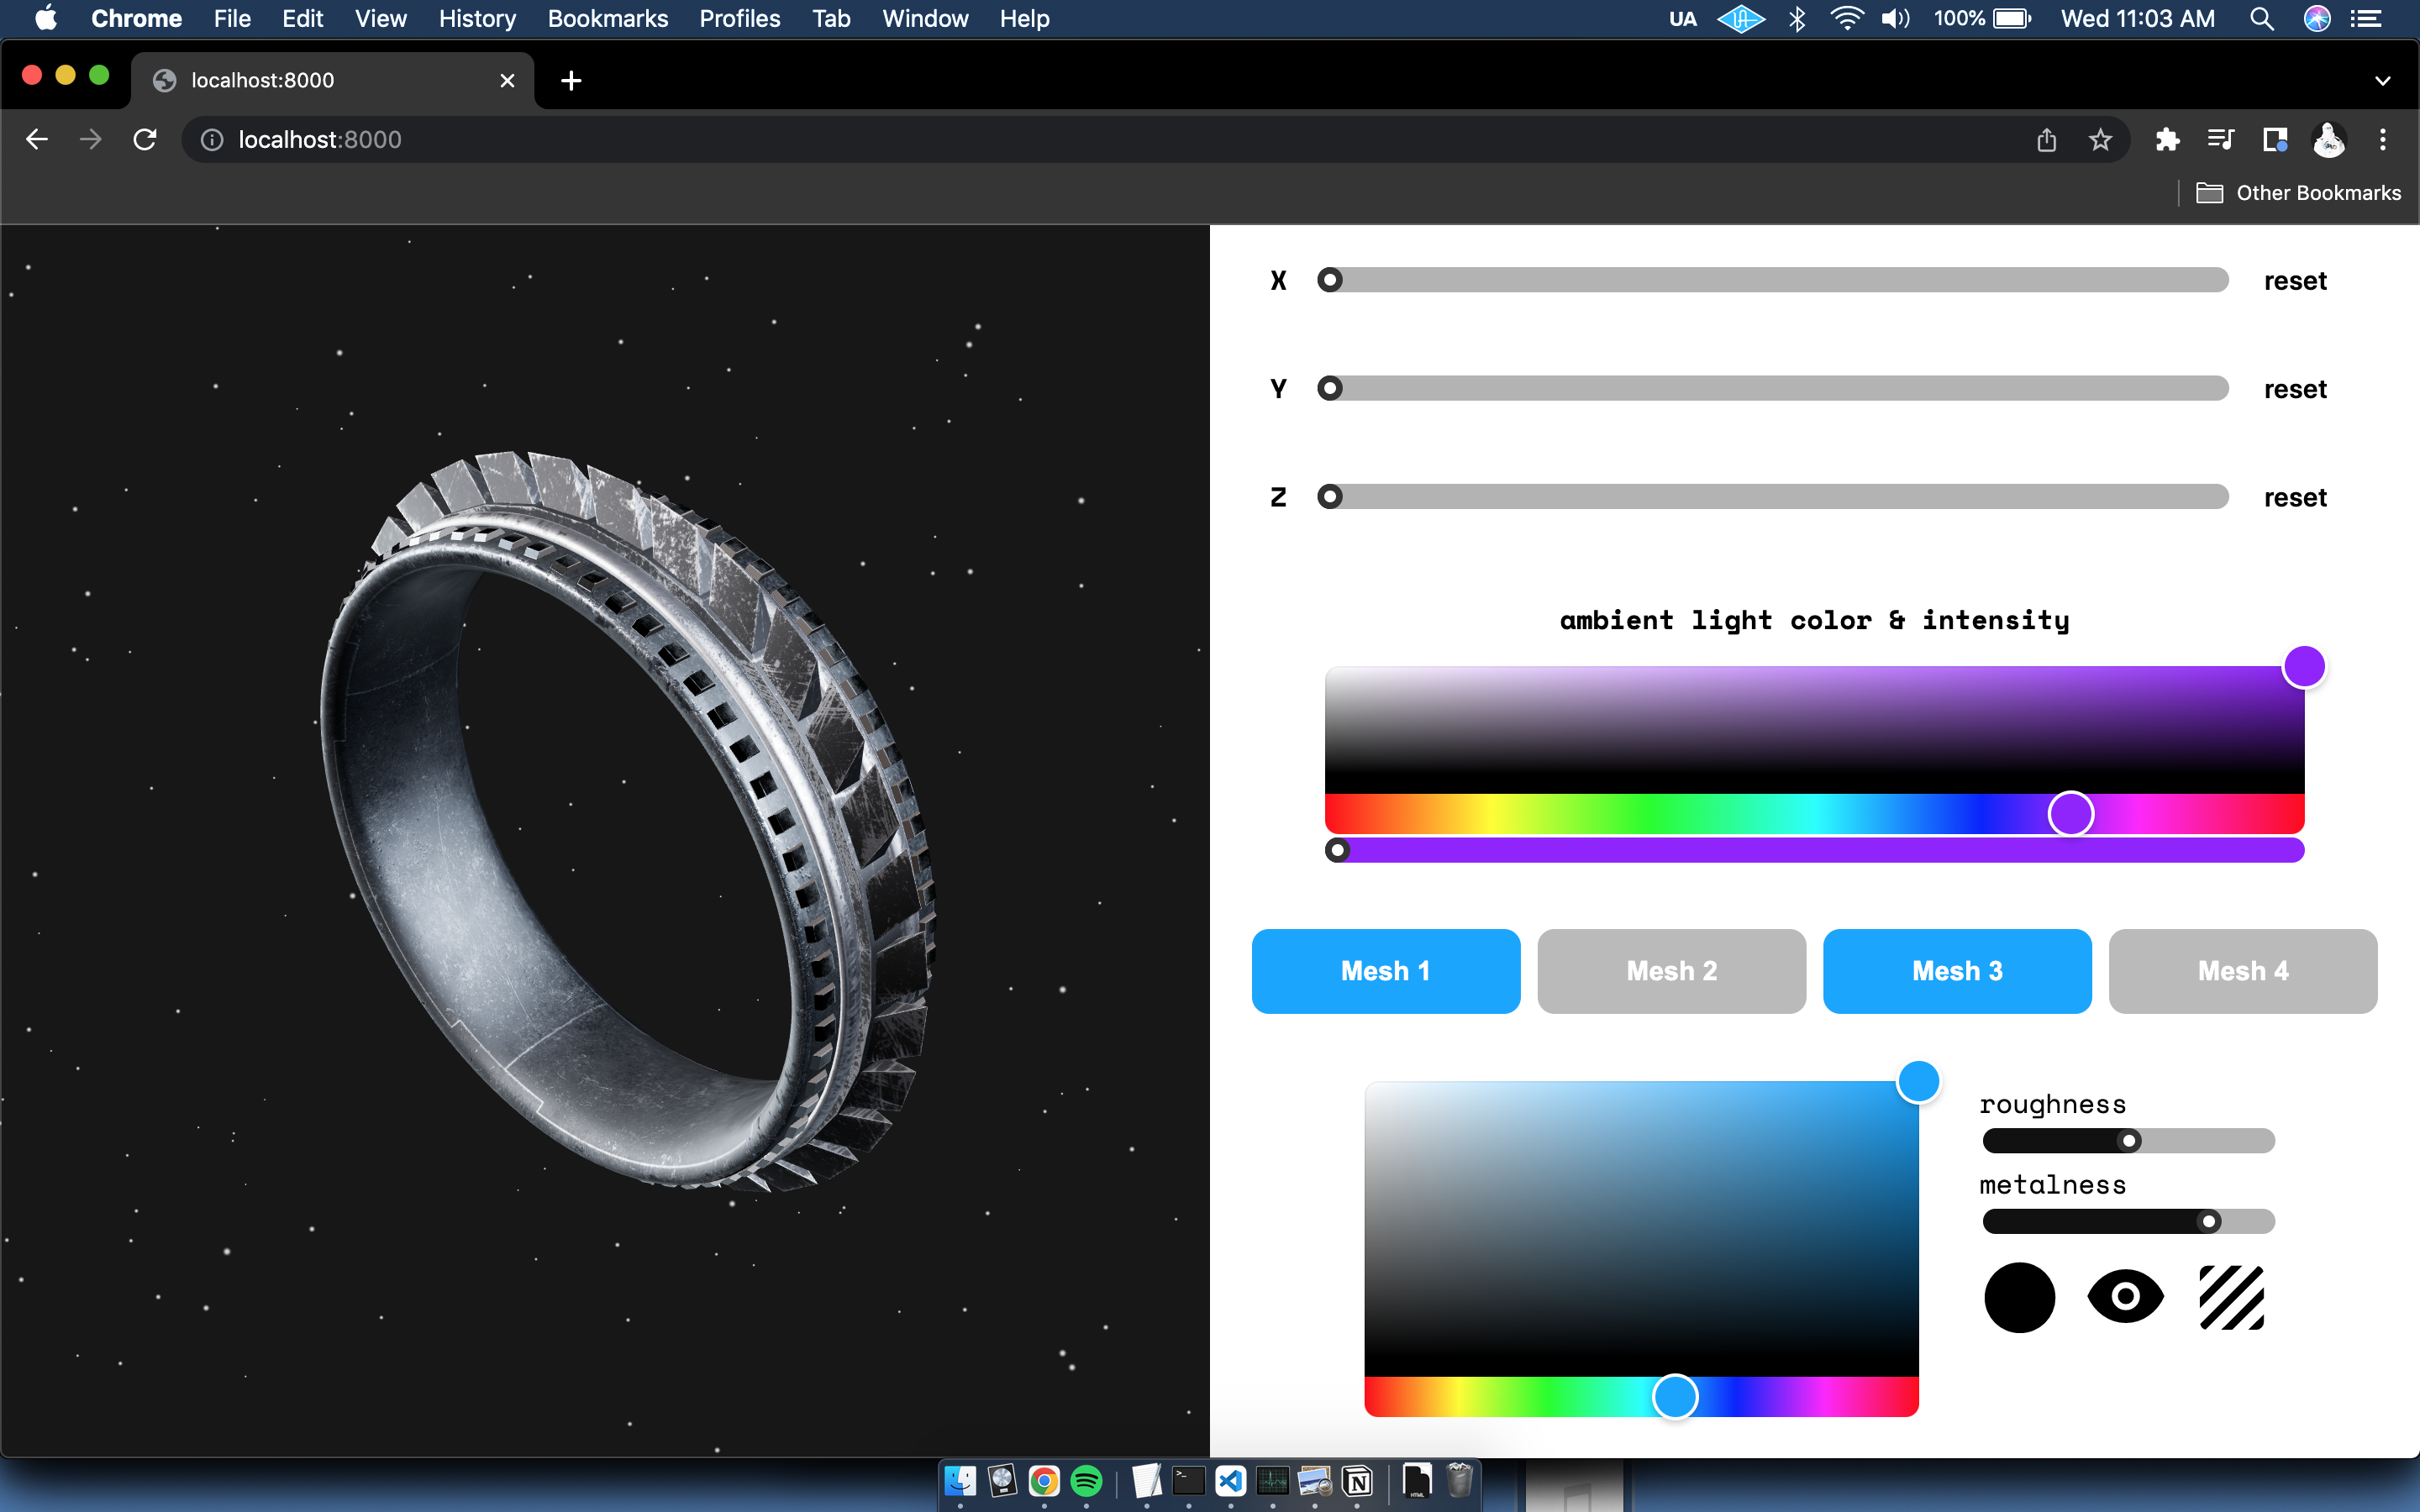 Chrome File Edit View History Bookmarks Profiles Tab Window Help UA 100% Wed 11:03 AM
localhost:8000
localhost:8000
Other Bookmarks
X reset
Y reset
Z reset
ambient light color & intensity
Mesh 1 Mesh 2 Mesh 3 Mesh 4
roughness
metalness